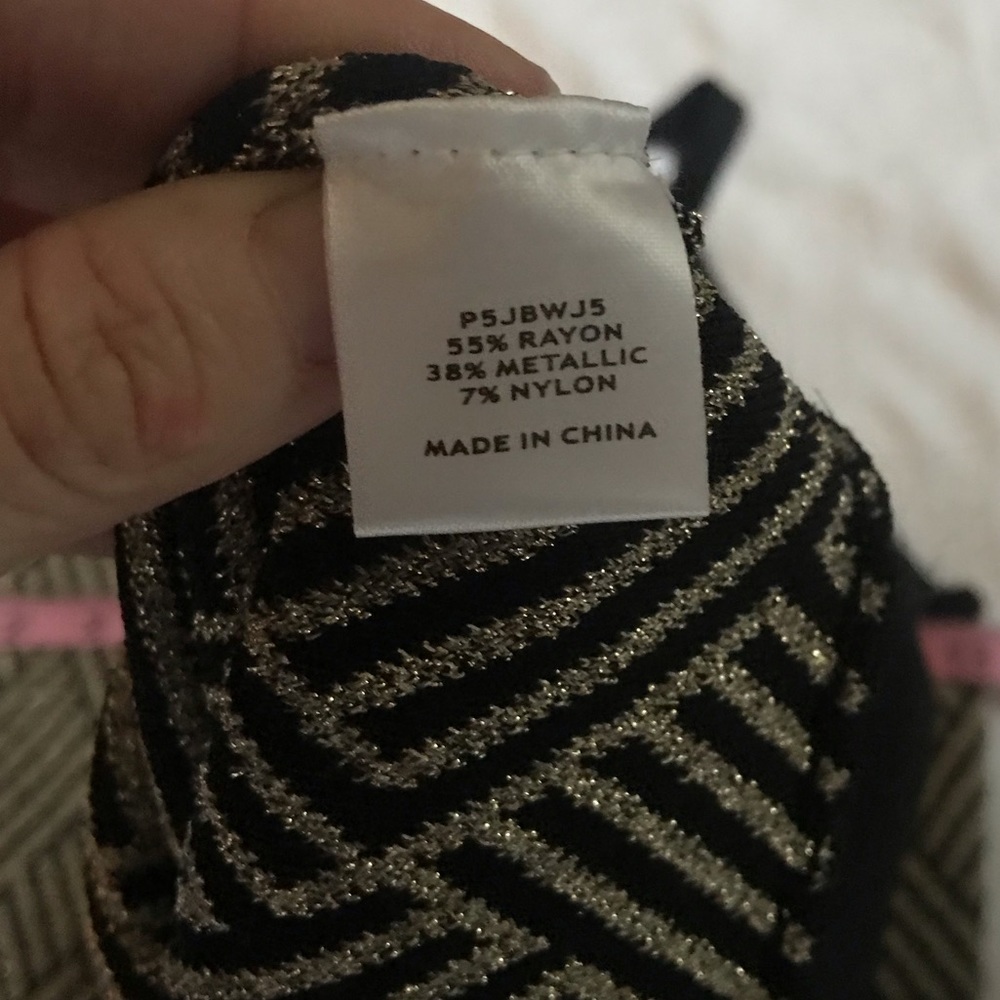 P5JBWJ5
55% RAYON
38% METALLIC
7% NYLON
MADE IN CHINA